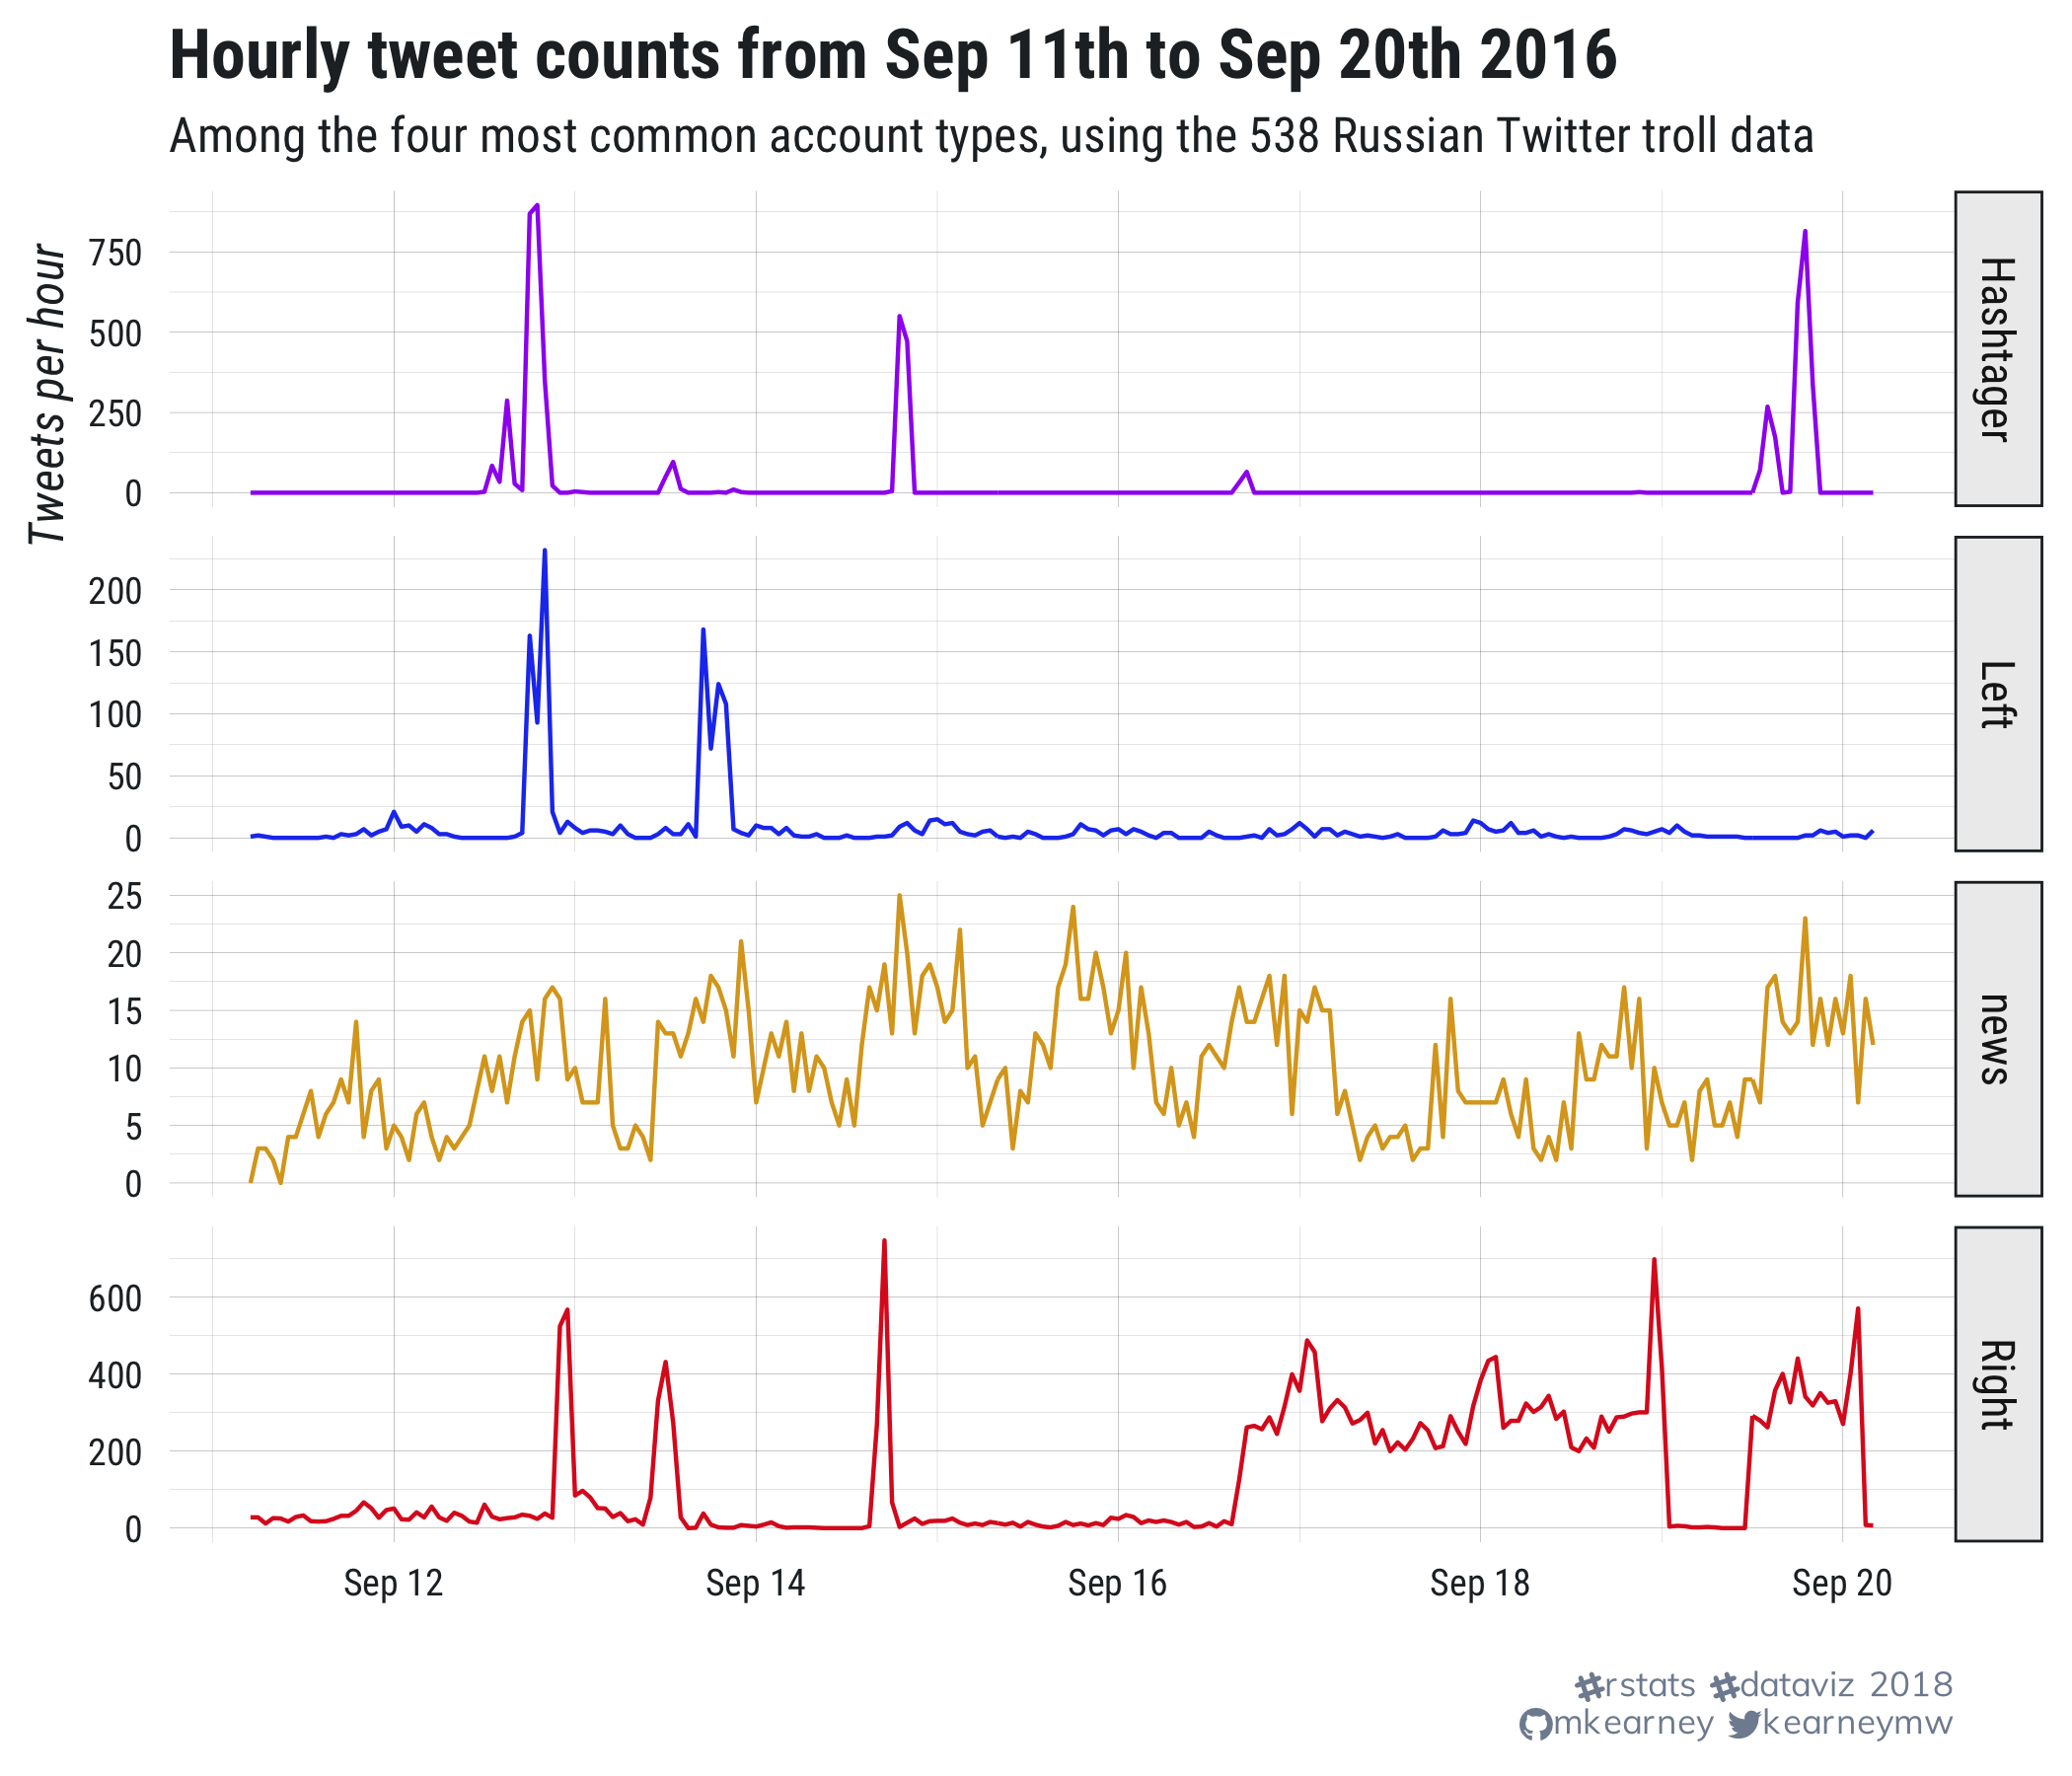 Hourly tweet counts from Sep 11th to Sep 20th 2016
Among the four most common account types, using the 538 Russian Twitter troll data
Tweets per hour
750
500
250
0
Hashtager
200
150
100
50
0
Left
25
20
15
10
5
0
news
600
400
200
0
Right
Sep 12 Sep 14 Sep 16 Sep 18 Sep 20
#rstats #dataviz 2018
mkearney kearneymw